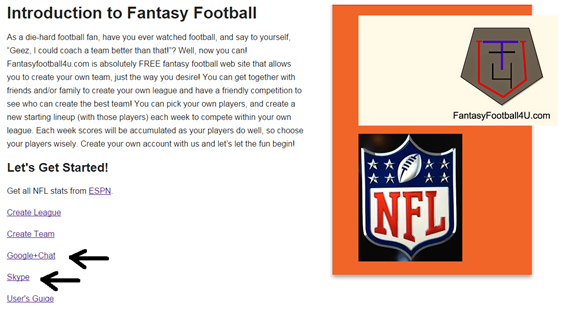 Introduction to Fantasy Football
As a die-hard football fan, have you ever watched football, and say to yourself,
"Geez, I could coach a team better than that!"? Well, now you can!
Fantasyfootball4u.com is absolutely FREE fantasy football web site that allows
you to create your own team, just the way you desire! You can get together with
friends and/or family to create your own league and have a friendly competition to
see who can create the best team! You can pick your own players, and create a
new starting lineup (with those players) each week to compete within your own
league. Each week scores will be accumulated as your players do well, so choose
your players wisely. Create your own account with us and let's let the fun begin!
Let's Get Started!
Get all NFL stats from ESPN
Create League
Create Team
Google+Chat
Skype
User's Guide
FantasyFootball4U.com
NFL